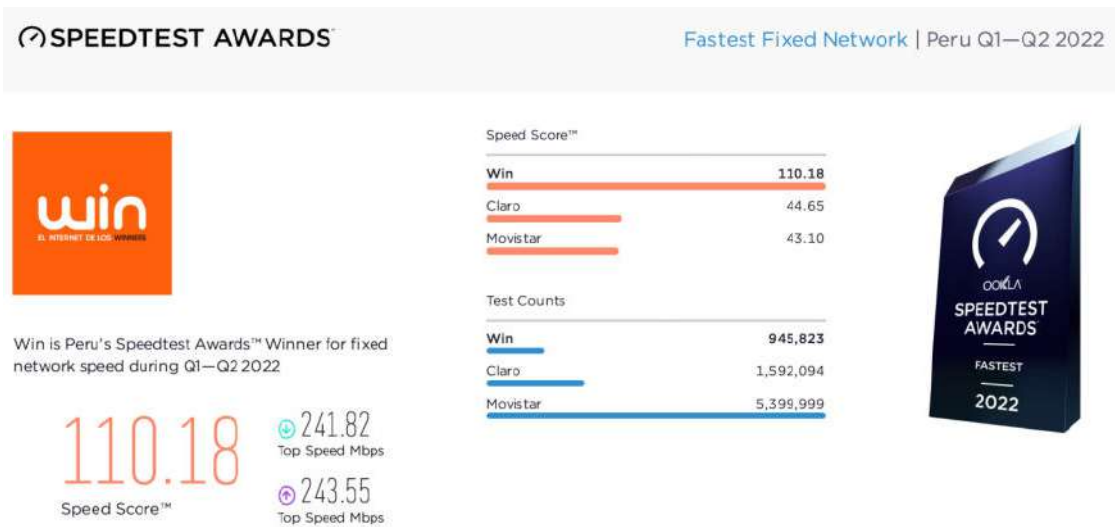 SPEEDTEST AWARDS™
Fastest Fixed Network | Peru Q1—Q2 2022
win
EL INTERNET DE LOS WINNERS
Win is Peru's Speedtest Awards™ Winner for fixed
network speed during Q1—Q2 2022
110.18
Speed Score™
241.82
Top Speed Mbps
243.55
Top Speed Mbps
Speed Score™
Win 110.18
Claro 44.65
Movistar 43.10
Test Counts
Win 945,823
Claro 1,592,094
Movistar 5,399,999
OOKLA
SPEEDTEST
AWARDS™
FASTEST
2022